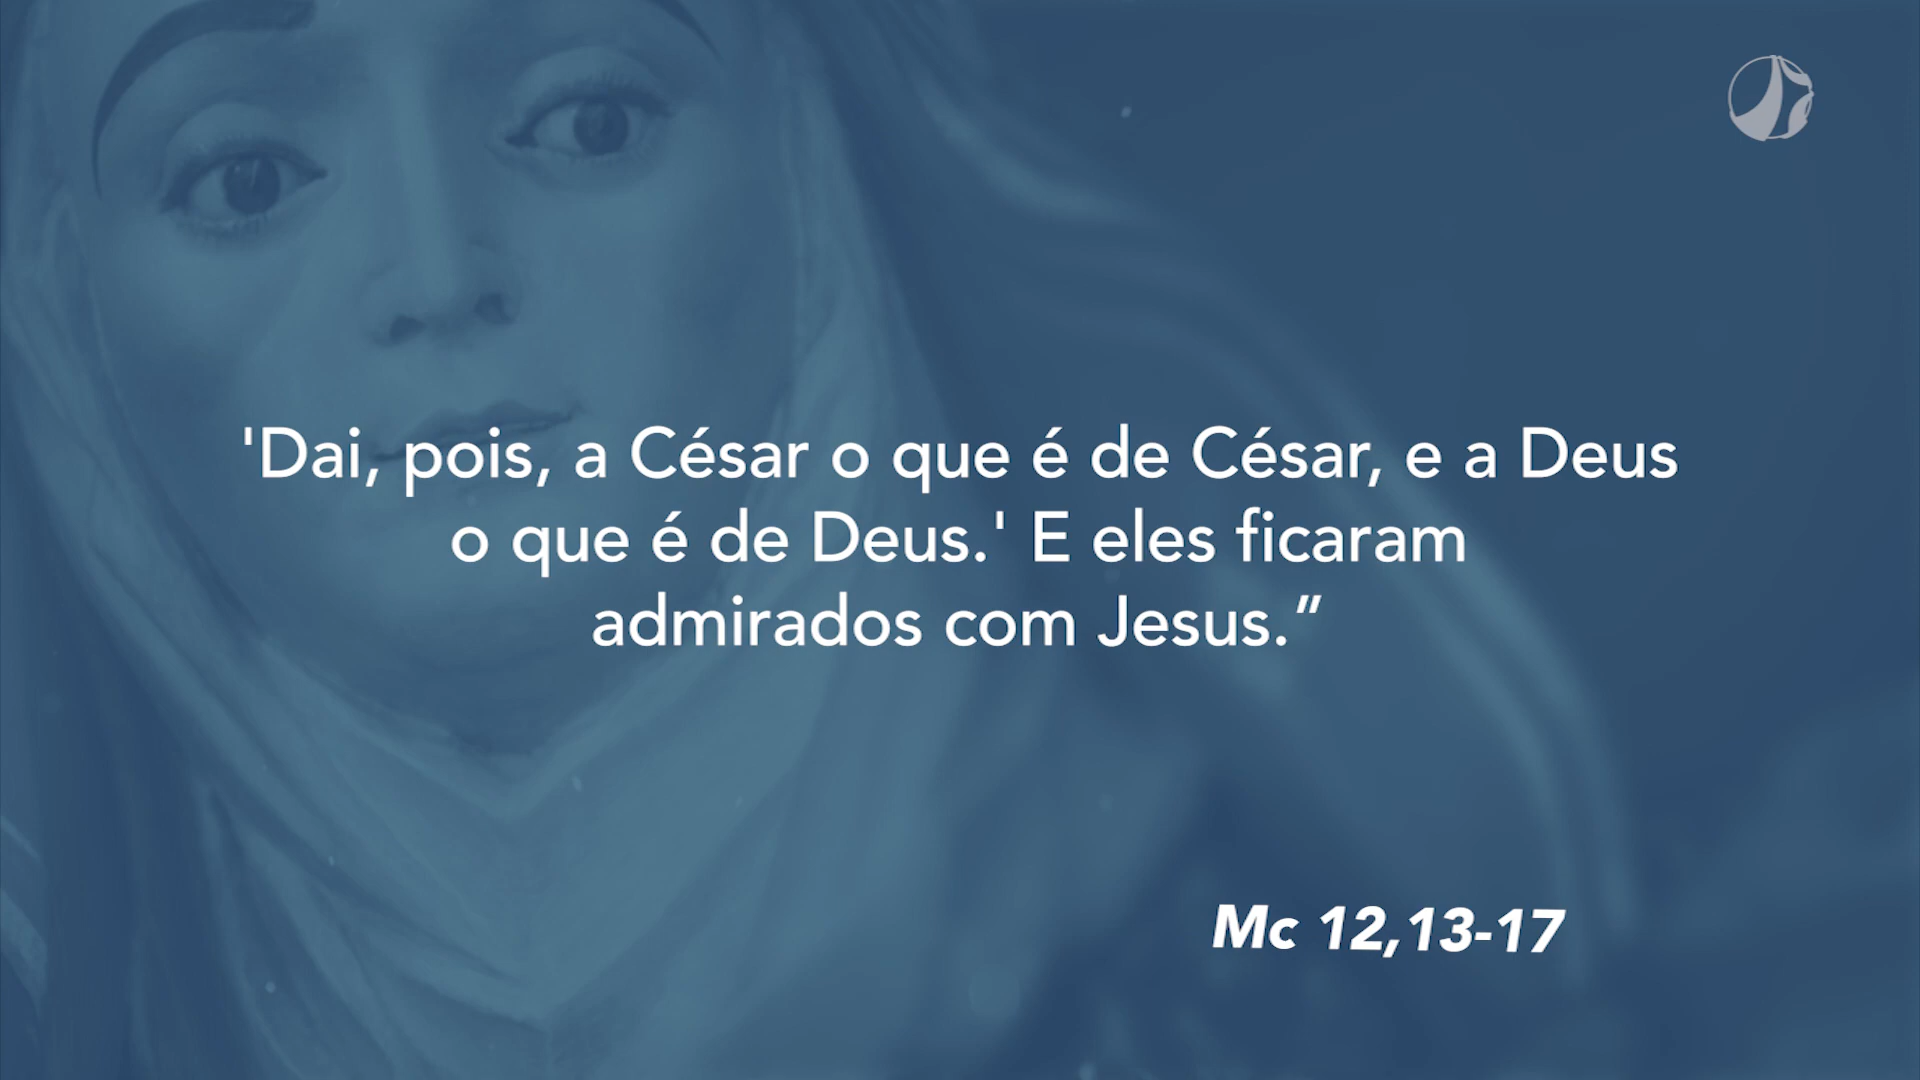 'Dai, pois, a César o que é de César, e a Deus
o que é de Deus.' E eles ficaram
admirados com Jesus.”
Mc 12,13-17